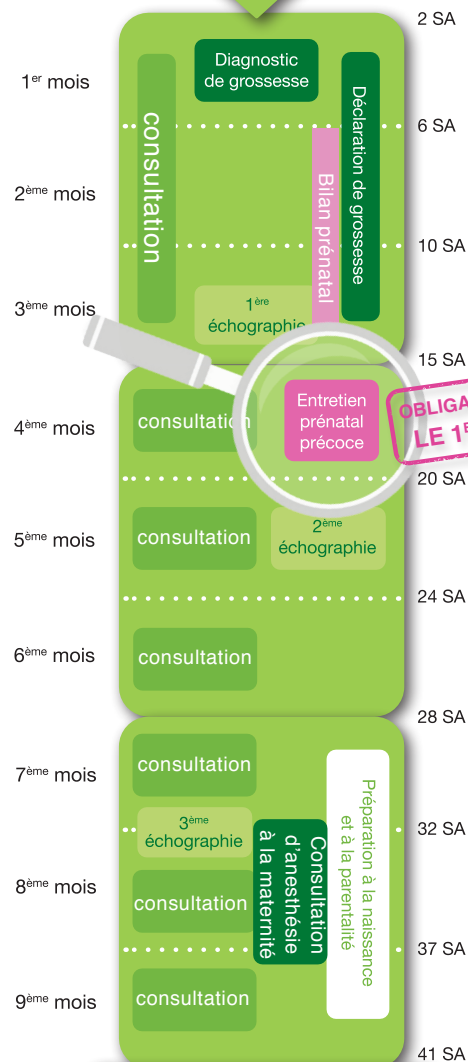 2 SA
1er mois
Diagnostic
de grossesse
consultation
Déclaration de grossesse
6 SA
2ème mois
Bilan prénatal
10 SA
3ème mois
1ère
échographie
15 SA
4ème mois
consultation
Entretien
prénatal
précoce
LE
20 SA
5ème mois
consultation
2ème
échographie
24 SA
6ème mois
consultation
28 SA
7ème mois
consultation
Préparation à la naissance
et à la parentalité
3ème
échographie
32 SA
Consultation
d'anesthésie
à la maternité
8ème mois
consultation
37 SA
9ème mois
consultation
41 SA